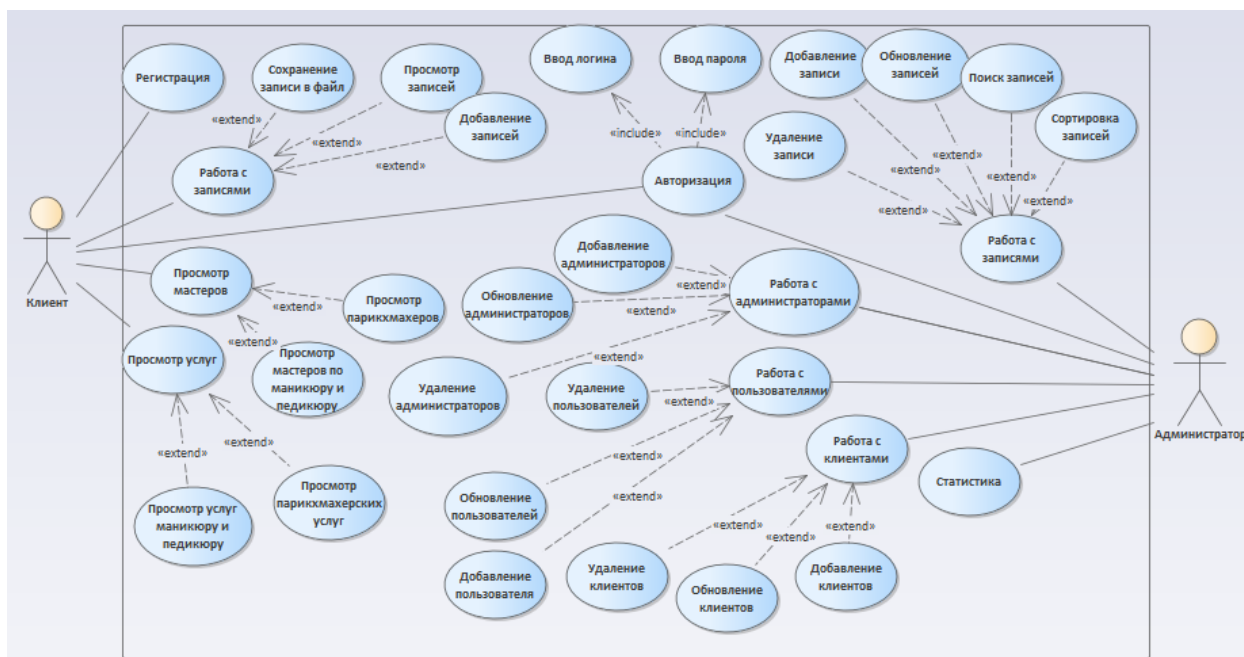 Регистрация
Сохранение
записи в файл
Просмотр
записей
Добавление
записей
«extend»
«extend»
«extend»
Работа с
записями
Ввод логина
Ввод пароля
«include»
«include»
Авторизация
Добавление
записи
Обновление
записей
Поиск записей
Сортировка
записей
Удаление
записи
«extend»
«extend»
«extend»
«extend»
«extend»
Работа с
записями
Клиент
Просмотр
мастеров
«extend»
Просмотр
парикхмахеров
«extend»
Просмотр услуг
Просмотр
мастеров по
маникюру и
педикюру
«extend»
«extend»
Просмотр услуг
маникюру и
педикюру
Просмотр
парикхмахерских
услуг
Добавление
администраторов
Обновление
администраторов
Удаление
администраторов
«extend»
«extend»
«extend»
Работа с
администраторами
Удаление
пользователей
«extend»
Работа с
пользователями
«extend»
«extend»
Обновление
пользователей
Добавление
пользователя
Работа с
клиентами
«extend»
«extend»
«extend»
Удаление
клиентов
Обновление
клиентов
Добавление
клиентов
Статистика
Администратор